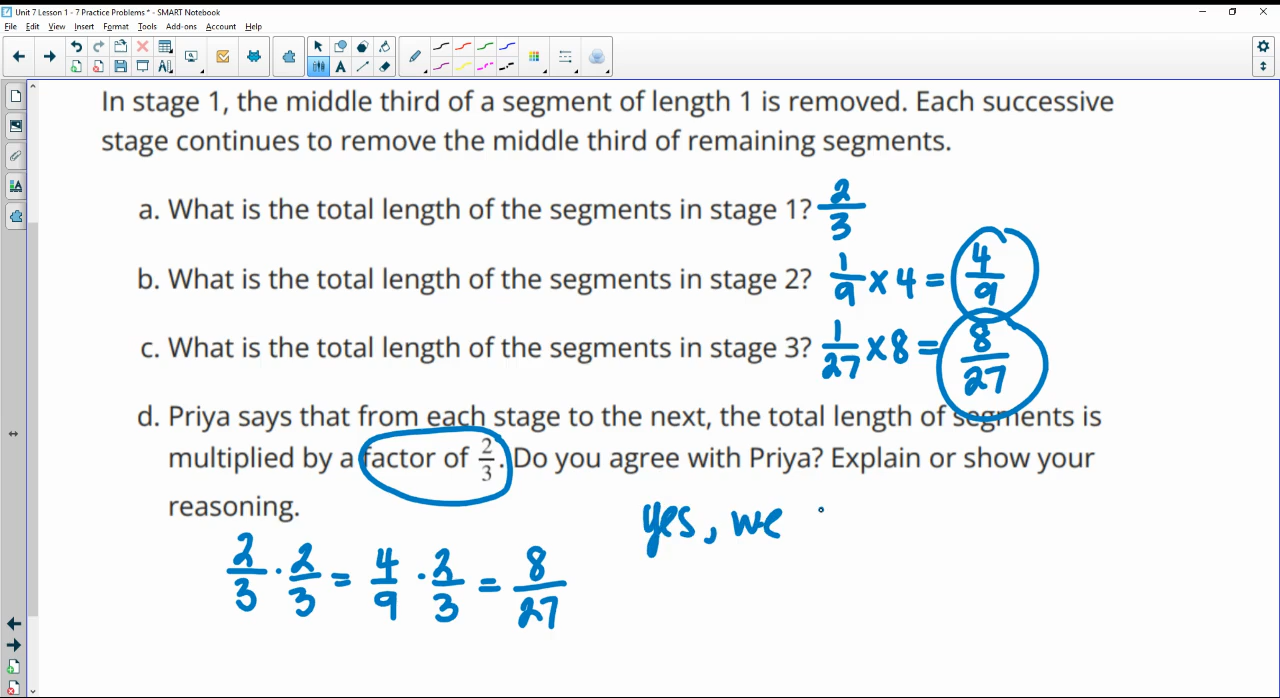 Unit 7 Lesson 1 - 7 Practice Problems * - SMART Notebook
File Edit View Insert Format Tools Add-ons Account Help
In stage 1, the middle third of a segment of length 1 is removed. Each successive
stage continues to remove the middle third of remaining segments.
a. What is the total length of the segments in stage 1? 2/3
b. What is the total length of the segments in stage 2? 1/9 × 4 = 4/9
c. What is the total length of the segments in stage 3? 1/27 × 8 = 8/27
d. Priya says that from each stage to the next, the total length of segments is
multiplied by a factor of 2/3. Do you agree with Priya? Explain or show your
reasoning.
yes, we
2/3 · 2/3 = 4/9 · 2/3 = 8/27